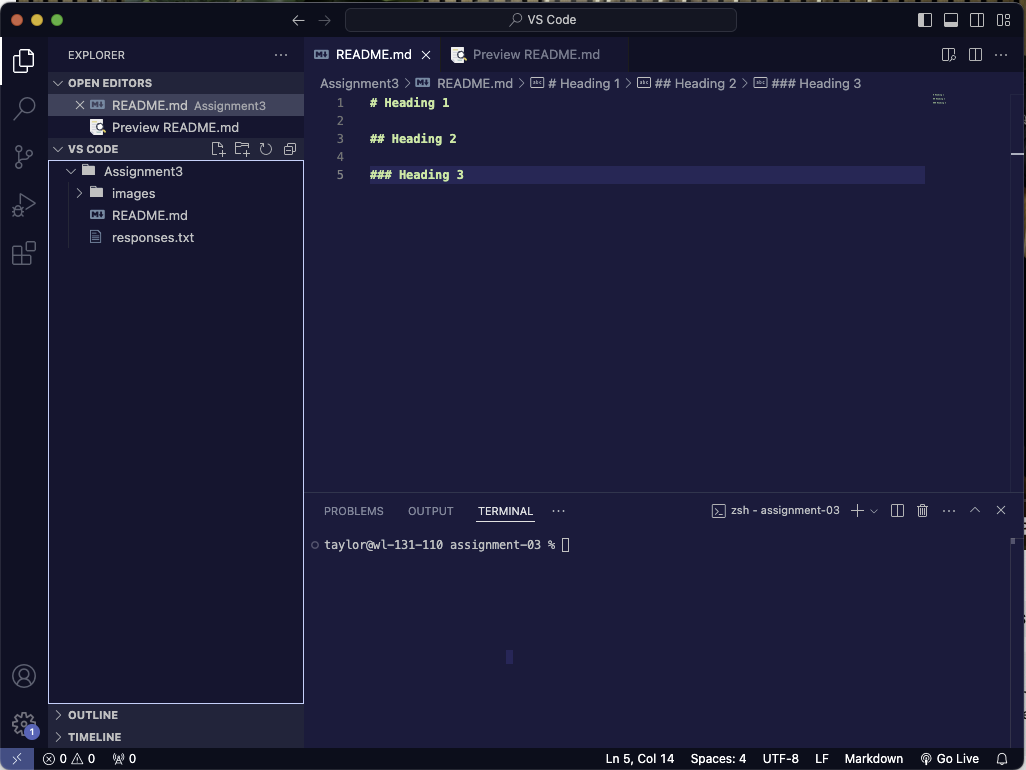 VS Code
EXPLORER
OPEN EDITORS
README.md Assignment3
Preview README.md
VS CODE
Assignment3
images
README.md
responses.txt
OUTLINE
TIMELINE
README.md
Preview README.md
Assignment3 > README.md > # Heading 1 > ## Heading 2 > ### Heading 3
1 # Heading 1
2
3 ## Heading 2
4
5 ### Heading 3
PROBLEMS OUTPUT TERMINAL
zsh - assignment-03
taylor@wl-131-110 assignment-03 %
1
0 0 0 Ln 5, Col 14 Spaces: 4 UTF-8 LF Markdown Go Live